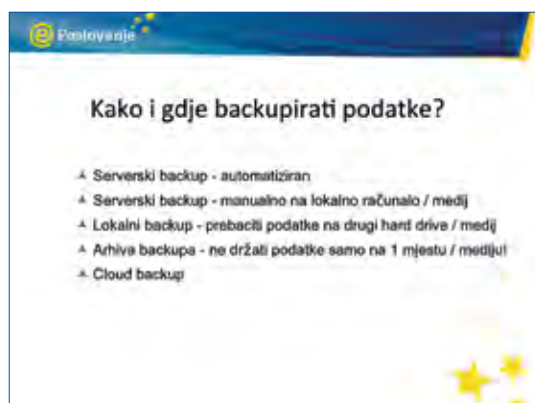 e Poslovanje
Kako i gdje backupirati podatke?
Serverski backup - automatiziran
Serverski backup - manualno na lokalno računalo / medij
Lokalni backup - prebaciti podatke na drugi hard drive / medij
Arhiva backupa - ne držati podatke samo na 1 mjestu / mediju!
Cloud backup